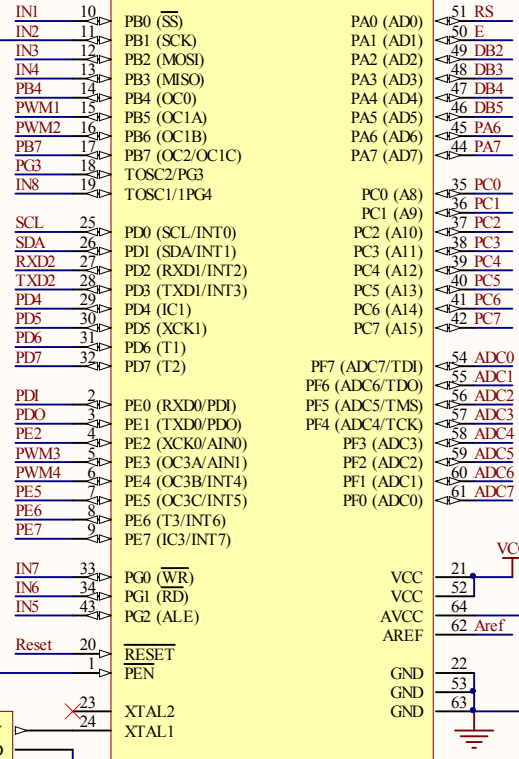 IN1 10 PB0 (SS) PA0 (AD0) 51 RS
IN2 11 PB1 (SCK) PA1 (AD1) 50 E
IN3 12 PB2 (MOSI) PA2 (AD2) 49 DB2
IN4 13 PB3 (MISO) PA3 (AD3) 48 DB3
PB4 14 PB4 (OC0) PA4 (AD4) 47 DB4
PWM1 15 PB5 (OC1A) PA5 (AD5) 46 DB5
PWM2 16 PB6 (OC1B) PA6 (AD6) 45 PA6
PB7 17 PB7 (OC2/OC1C) PA7 (AD7) 44 PA7
PG3 18 TOSC2/PG3
IN8 19 TOSC1/1PG4 PC0 (A8) 35 PC0
PC1 (A9) 36 PC1
SCL 25 PD0 (SCL/INT0) PC2 (A10) 37 PC2
SDA 26 PD1 (SDA/INT1) PC3 (A11) 38 PC3
RXD2 27 PD2 (RXD1/INT2) PC4 (A12) 39 PC4
TXD2 28 PD3 (TXD1/INT3) PC5 (A13) 40 PC5
PD4 29 PD4 (IC1) PC6 (A14) 41 PC6
PD5 30 PD5 (XCK1) PC7 (A15) 42 PC7
PD6 31 PD6 (T1)
PD7 32 PD7 (T2) PF7 (ADC7/TDI) 54 ADC0
PF6 (ADC6/TDO) 55 ADC1
PDI 2 PE0 (RXD0/PDI) PF5 (ADC5/TMS) 56 ADC2
PDO 3 PE1 (TXD0/PDO) PF4 (ADC4/TCK) 57 ADC3
PE2 4 PE2 (XCK0/AIN0) PF3 (ADC3) 58 ADC4
PWM3 5 PE3 (OC3A/AIN1) PF2 (ADC2) 59 ADC5
PWM4 6 PE4 (OC3B/INT4) PF1 (ADC1) 60 ADC6
PE5 7 PE5 (OC3C/INT5) PF0 (ADC0) 61 ADC7
PE6 8 PE6 (T3/INT6)
PE7 9 PE7 (IC3/INT7)
VCC
IN7 33 PG0 (WR) VCC 21
IN6 34 PG1 (RD) VCC 52
IN5 43 PG2 (ALE) AVCC 64
AREF 62 Aref
Reset 20 RESET
1 PEN GND 22
GND 53
23 XTAL2 GND 63
24 XTAL1